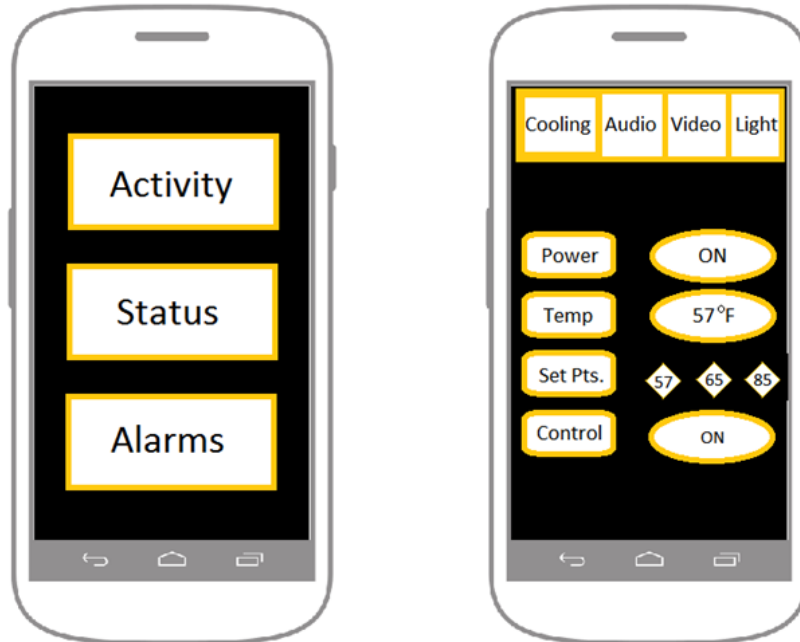 Activity
Status
Alarms
Cooling Audio Video Light
Power ON
Temp 57°F
Set Pts. 57 65 85
Control ON